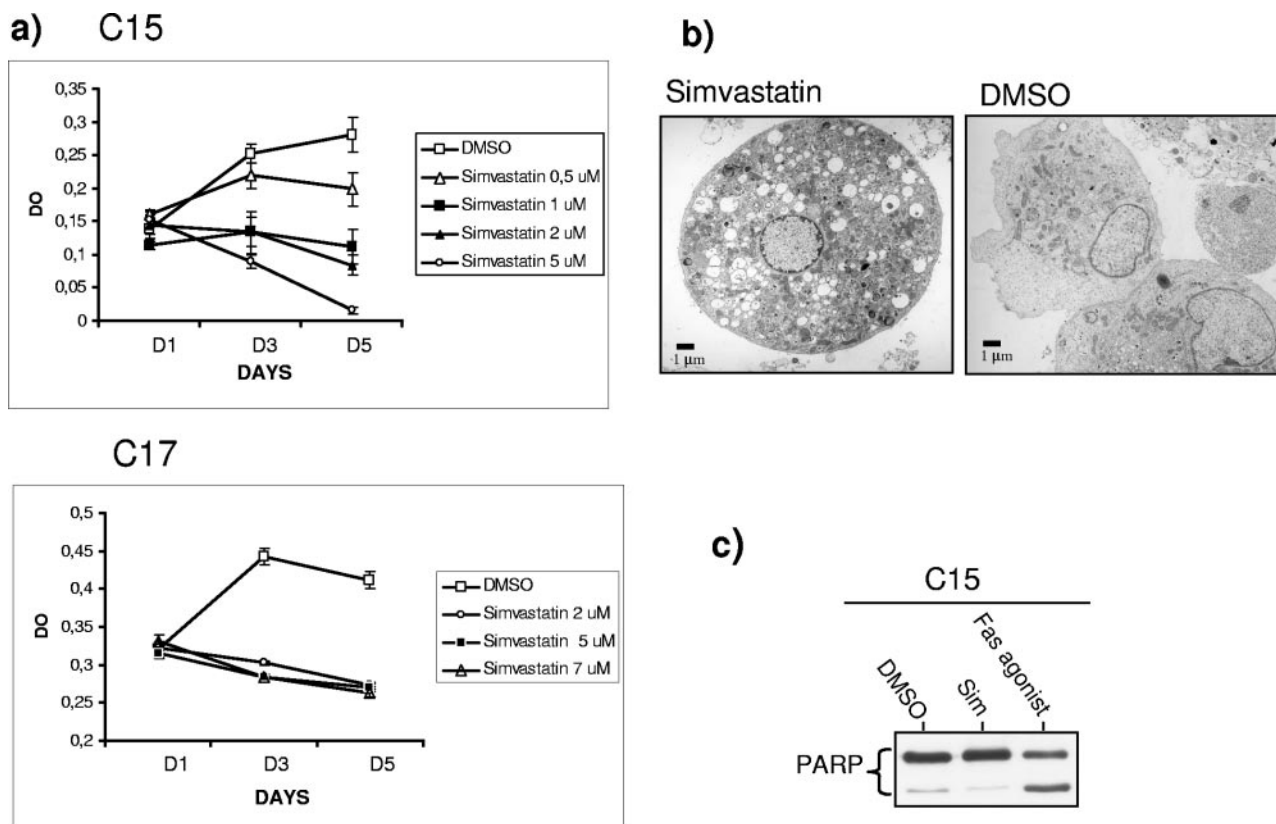 a) C15
0,35
0,3
0,25
0,2
0,15
0,1
0,05
0
DO
D1 D3 D5
DAYS
DMSO
Simvastatin 0,5 uM
Simvastatin 1 uM
Simvastatin 2 uM
Simvastatin 5 uM
b)
Simvastatin DMSO
1 μm
1 μm
C17
0,5
0,45
0,4
0,35
0,3
0,25
0,2
DO
D1 D3 D5
DAYS
DMSO
Simvastatin 2 uM
Simvastatin 5 uM
Simvastatin 7 uM
c)
C15
DMSO
Sim
Fas agonist
PARP